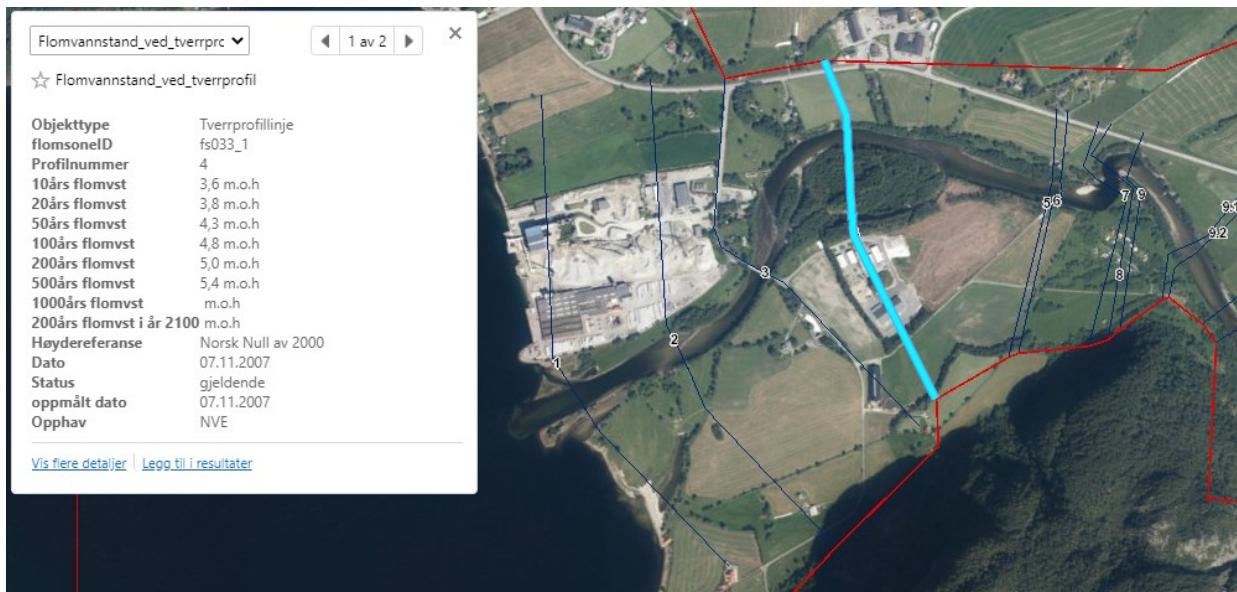 Flomvannstand_ved_tverrprc
1 av 2
Flomvannstand_ved_tverrprofil
Objekttype Tverrprofillinje
flomsoneID fs033_1
Profilnummer 4
10års flomvst 3,6 m.o.h
20års flomvst 3,8 m.o.h
50års flomvst 4,3 m.o.h
100års flomvst 4,8 m.o.h
200års flomvst 5,0 m.o.h
500års flomvst 5,4 m.o.h
1000års flomvst m.o.h
200års flomvst i år 2100 m.o.h
Høydereferanse Norsk Null av 2000
Dato 07.11.2007
Status gjeldende
oppmålt dato 07.11.2007
Opphav NVE
Vis flere detaljer Legg til i resultater
1
2
3
5
6
7
8
9
9.2